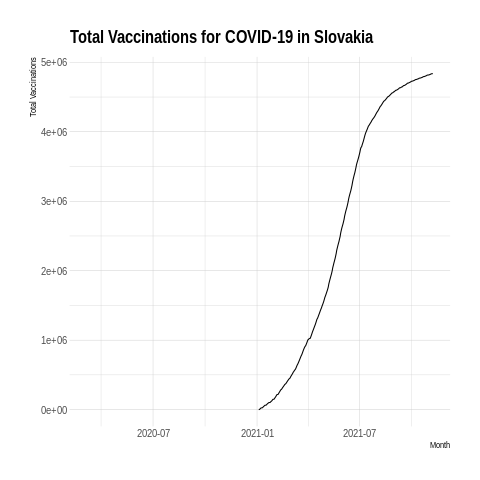 Total Vaccinations for COVID-19 in Slovakia
Total Vaccinations
5e+06
4e+06
3e+06
2e+06
1e+06
0e+00
2020-07
2021-01
2021-07
Month